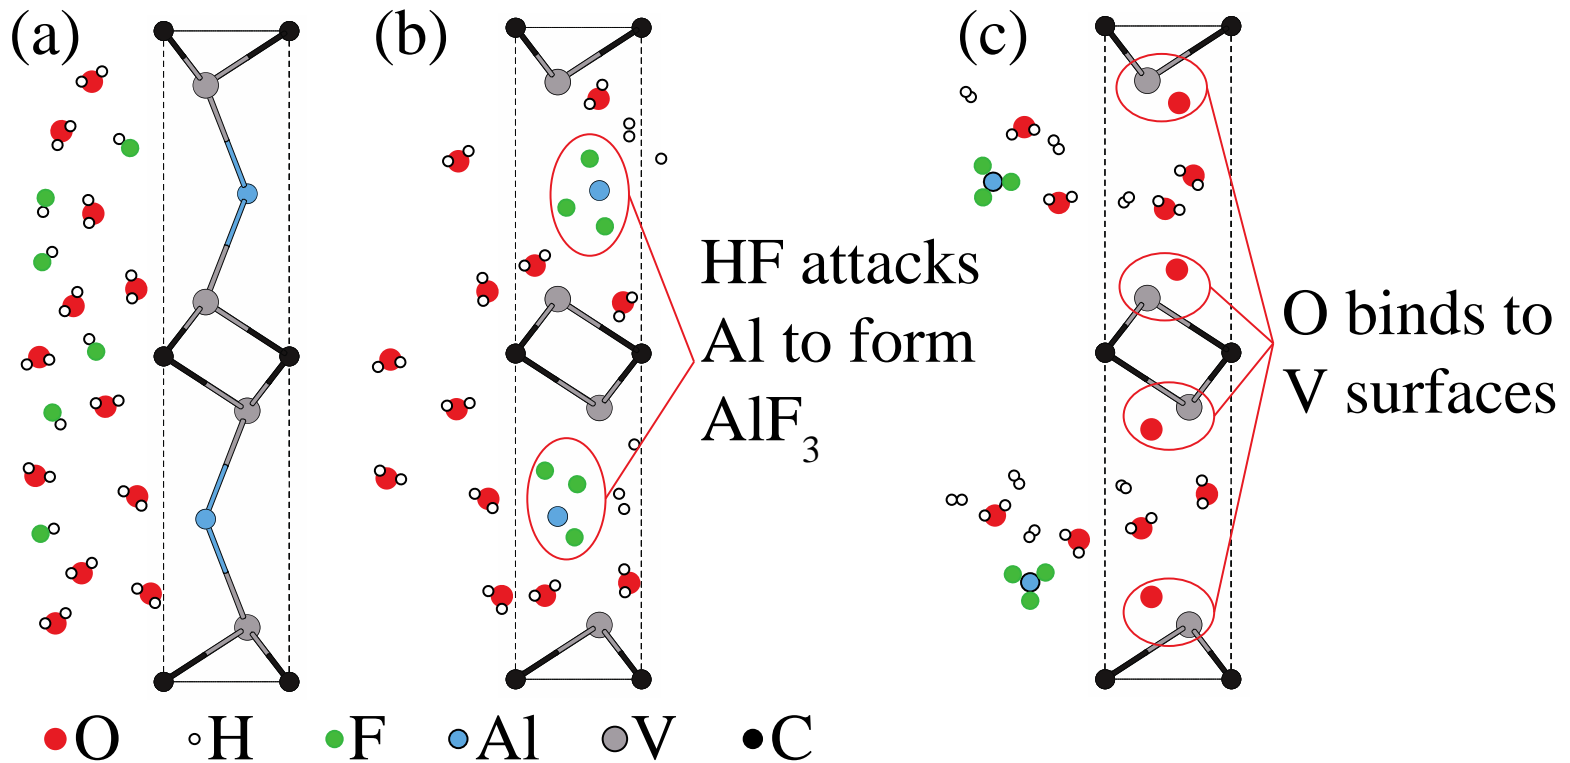 (a)
(b)
(c)
HF attacks
Al to form
AlF₃
O binds to
V surfaces
O H F Al V C